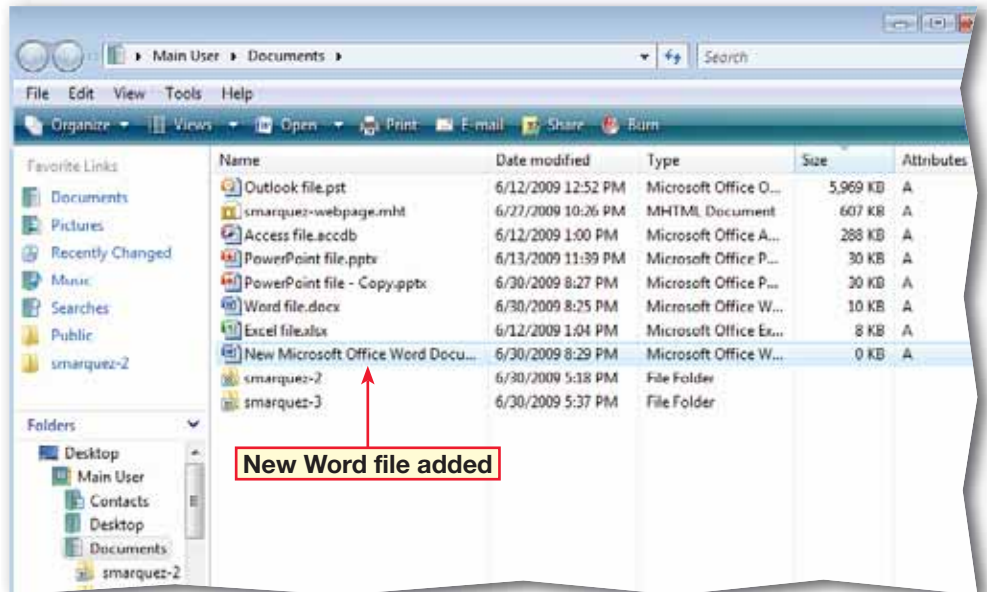 Main User Documents Search
File Edit View Tools Help
Organize Views Open Print E-mail Share Burn
Favorite Links
Documents
Pictures
Recently Changed
Music
Searches
Public
smarquez-2
Name Date modified Type Size Attributes
Outlook file.pst 6/12/2009 12:52 PM Microsoft Office O... 5,969 KB A
smarquez-webpage.mht 6/27/2009 10:26 PM MHTML Document 607 KB A
Access file.accdb 6/12/2009 1:00 PM Microsoft Office A... 288 KB A
PowerPoint file.pptx 6/13/2009 11:39 PM Microsoft Office P... 30 KB A
PowerPoint file - Copy.pptx 6/30/2009 8:27 PM Microsoft Office P... 30 KB A
Word file.docx 6/30/2009 8:25 PM Microsoft Office W... 10 KB A
Excel file.xlsx 6/12/2009 1:04 PM Microsoft Office Ex... 8 KB A
New Microsoft Office Word Docu... 6/30/2009 8:29 PM Microsoft Office W... 0 KB A
smarquez-2 6/30/2009 5:18 PM File Folder
smarquez-3 6/30/2009 5:37 PM File Folder
New Word file added
Folders
Desktop
Main User
Contacts
Desktop
Documents
smarquez-2